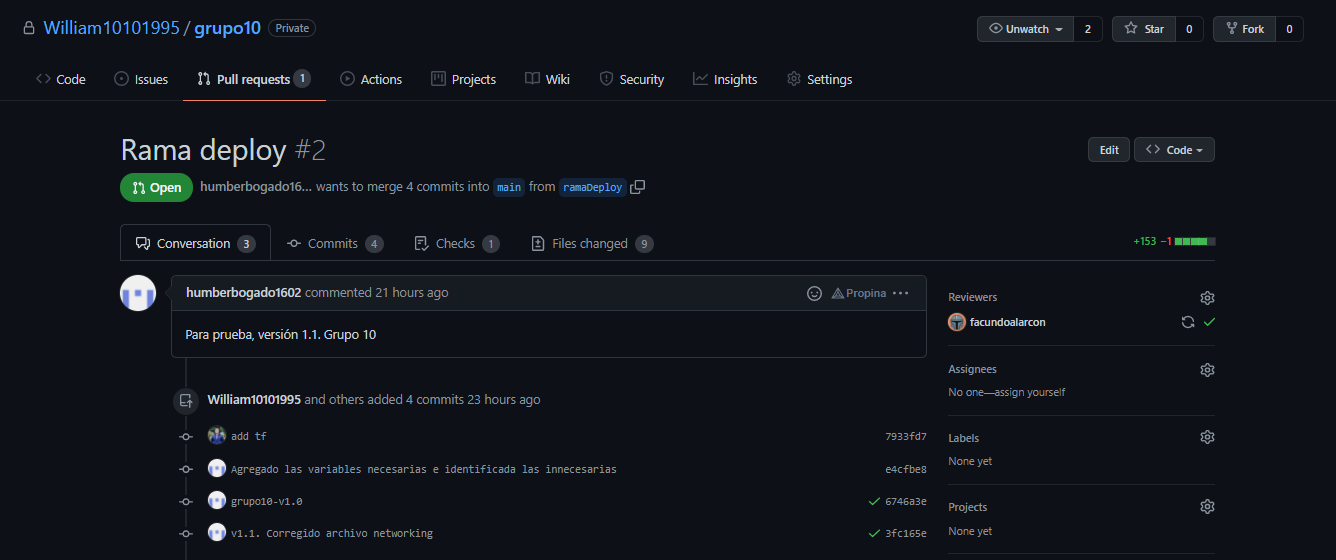 William10101995 / grupo10 Private
Unwatch 2 Star 0 Fork 0
Code Issues Pull requests 1 Actions Projects Wiki Security Insights Settings
Rama deploy #2
Edit Code
Open humberbogado16... wants to merge 4 commits into main from ramaDeploy
Conversation 3 Commits 4 Checks 1 Files changed 9
+153 −1
humberbogado1602 commented 21 hours ago Propina
Para prueba, versión 1.1. Grupo 10
William10101995 and others added 4 commits 23 hours ago
add tf 7933fd7
Agregado las variables necesarias e identificada las innecesarias e4cfbe8
grupo10-v1.0 6746a3e
v1.1. Corregido archivo networking 3fc165e
Reviewers
facundoalarcon
Assignees
No one—assign yourself
Labels
None yet
Projects
None yet